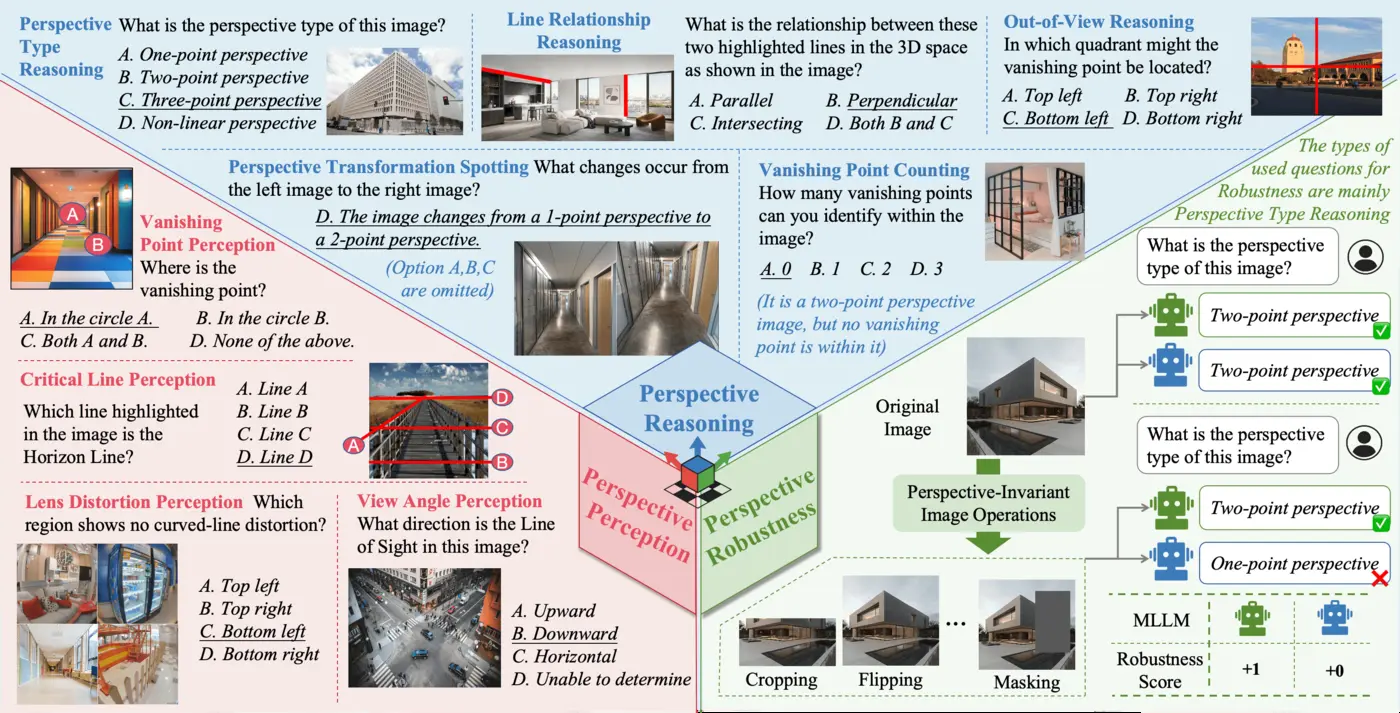 Perspective
Type
Reasoning
What is the perspective type of this image?
A. One-point perspective
B. Two-point perspective
C. Three-point perspective
D. Non-linear perspective
Line Relationship
Reasoning
What is the relationship between these
two highlighted lines in the 3D space
as shown in the image?
A. Parallel B. Perpendicular
C. Intersecting D. Both B and C
Out-of-View Reasoning
In which quadrant might the
vanishing point be located?
A. Top left B. Top right
C. Bottom left D. Bottom right
Perspective Transformation Spotting What changes occur from
the left image to the right image?
D. The image changes from a 1-point perspective to
a 2-point perspective.
(Option A,B,C
are omitted)
Vanishing Point Counting
How many vanishing points
can you identify within the
image?
A. 0 B. 1 C. 2 D. 3
(It is a two-point perspective
image, but no vanishing
point is within it)
Perspective
Reasoning
A
B
Vanishing
Point Perception
Where is the
vanishing point?
A. In the circle A. B. In the circle B.
C. Both A and B. D. None of the above.
Critical Line Perception
Which line highlighted
in the image is the
Horizon Line?
A. Line A
B. Line B
C. Line C
D. Line D
D
C
A
B
Lens Distortion Perception Which
region shows no curved-line distortion?
A. Top left
B. Top right
C. Bottom left
D. Bottom right
View Angle Perception
What direction is the Line
of Sight in this image?
A. Upward
B. Downward
C. Horizontal
D. Unable to determine
Perspective
Perception
Perspective
Robustness
The types of
used questions for
Robustness are mainly
Perspective Type Reasoning
What is the perspective
type of this image?
Two-point perspective
Two-point perspective
Original
Image
Perspective-Invariant
Image Operations
What is the perspective
type of this image?
Two-point perspective
One-point perspective
Cropping Flipping ... Masking
MLLM
Robustness
Score
+1 +0